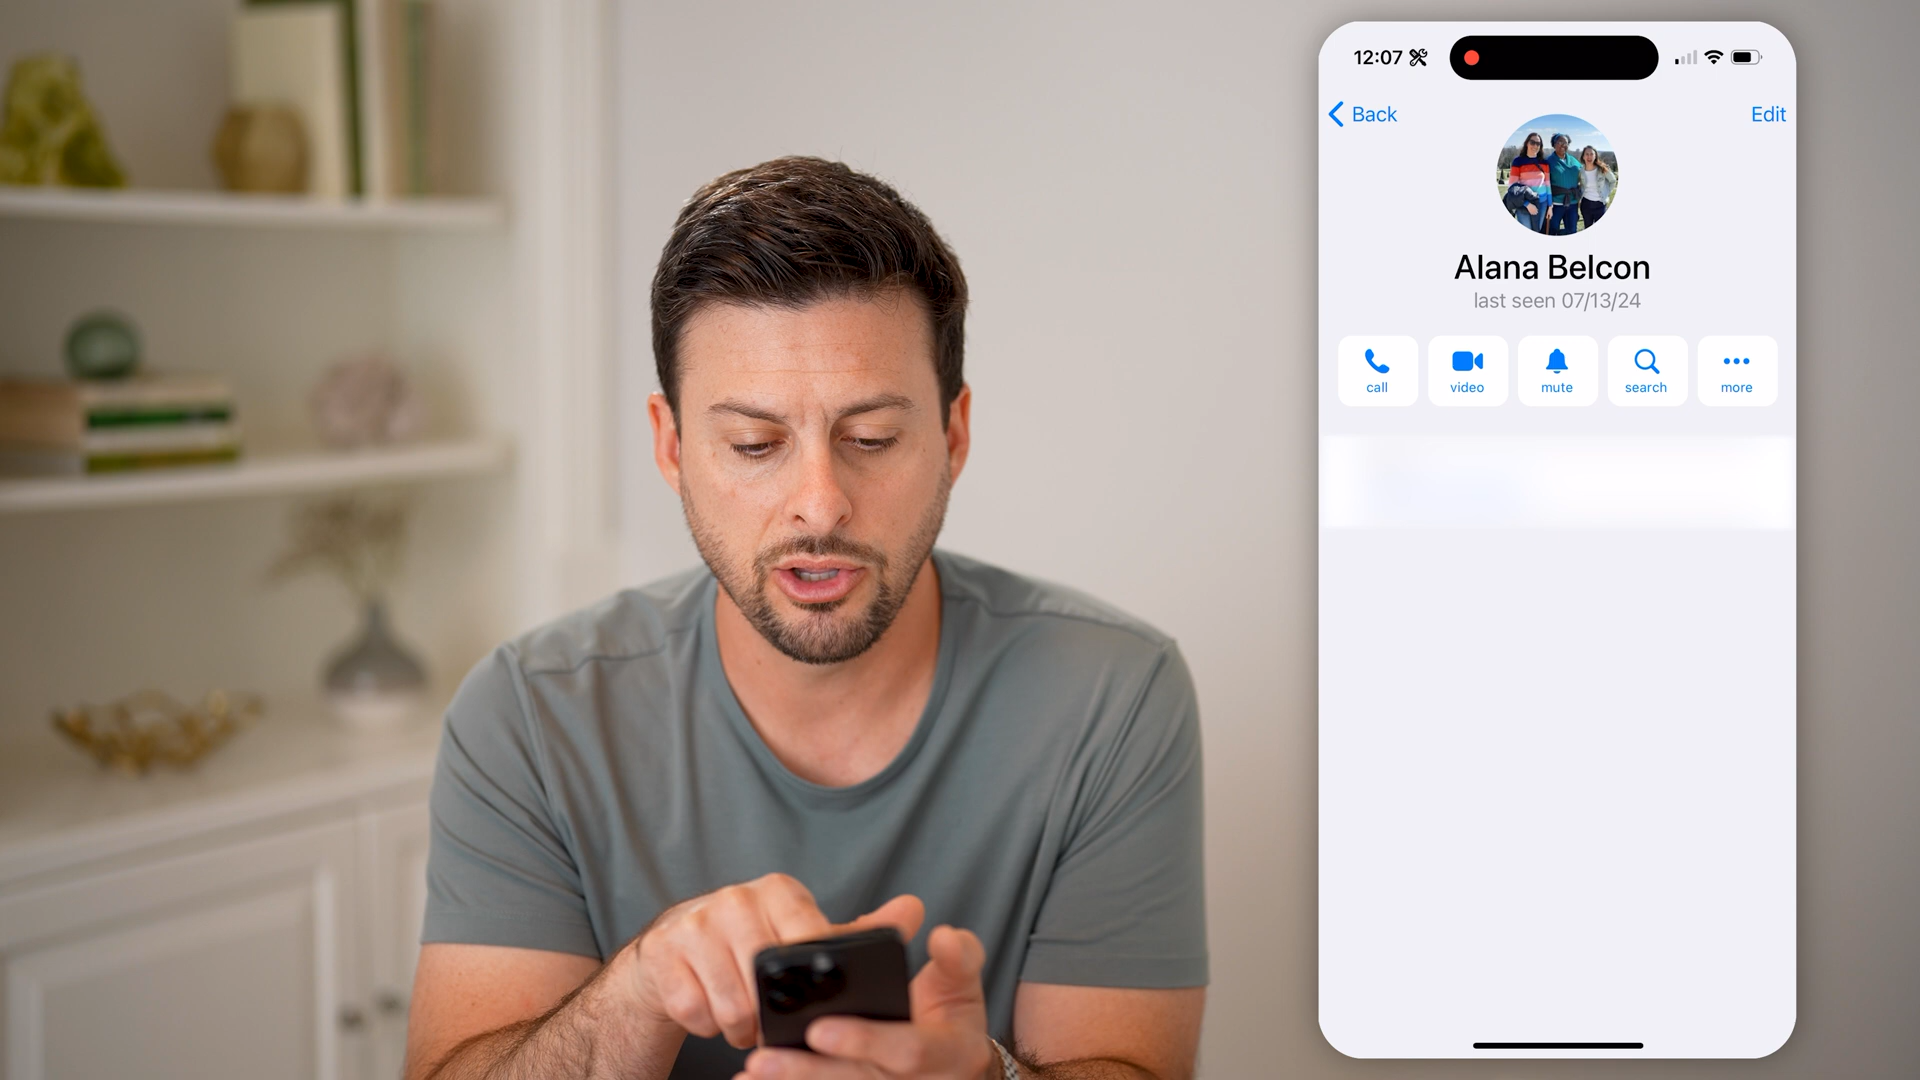 12:07
Back
Edit
Alana Belcon
last seen 07/13/24
call
video
mute
search
more